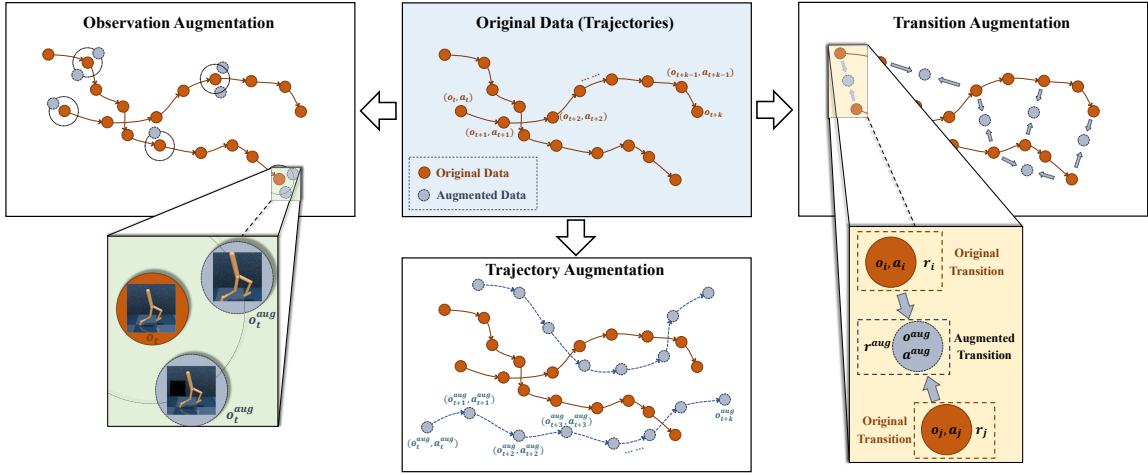 Observation Augmentation
o_t
o_t^{aug}
o_t^{aug}
Original Data (Trajectories)
(o_t, a_t)
(o_{t+1}, a_{t+1})
(o_{t+2}, a_{t+2})
......
(o_{t+k-1}, a_{t+k-1})
o_{t+k}
Original Data
Augmented Data
Transition Augmentation
o_i, a_i r_i
Original
Transition
r^{aug} o^{aug}
a^{aug}
Augmented
Transition
Original
Transition
o_j, a_j r_j
Trajectory Augmentation
(o_t^{aug}, a_t^{aug})
(o_{t+1}^{aug}, a_{t+1}^{aug})
(o_{t+2}^{aug}, a_{t+2}^{aug})
(o_{t+3}^{aug}, a_{t+3}^{aug})
......
o_{t+k}^{aug}